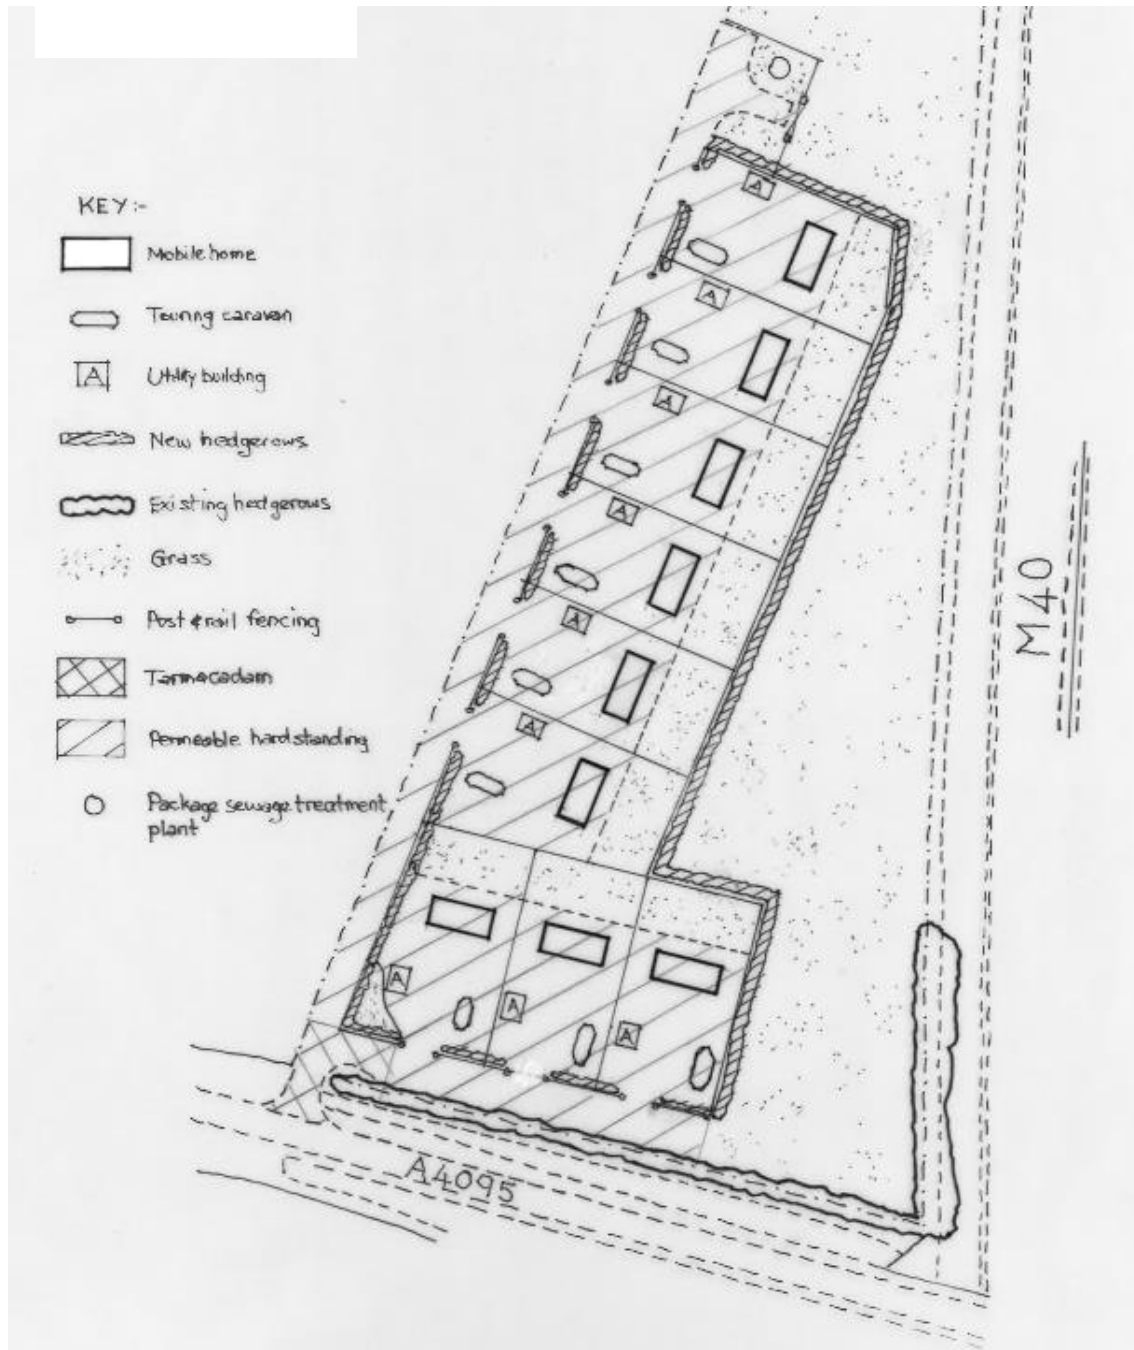 KEY:-
Mobile home
Touring caravan
A
Utility building
New hedgerows
Existing hedgerows
Grass
Post & rail fencing
Tarmacadam
Permeable hardstanding
Package sewage treatment
plant
A
A
A
A
A
A
A
A
A
M40
A4095